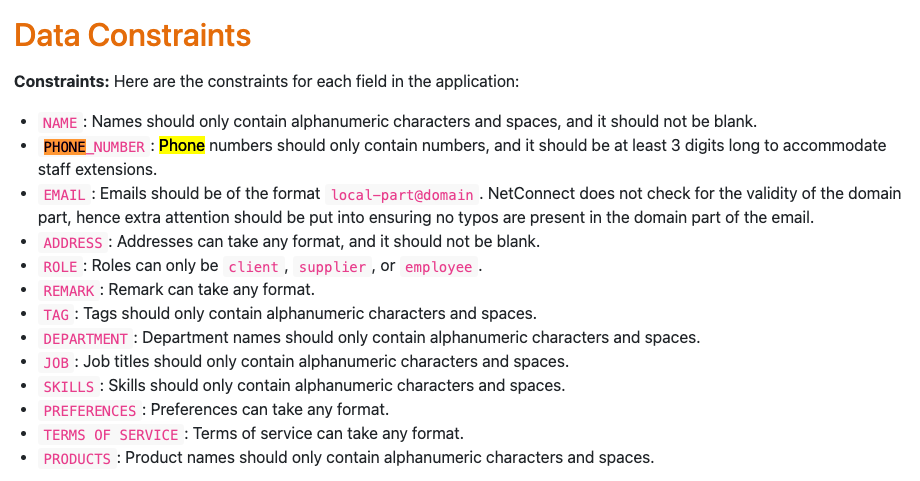 Data Constraints
Constraints: Here are the constraints for each field in the application:
• NAME : Names should only contain alphanumeric characters and spaces, and it should not be blank.
• PHONE_NUMBER : Phone numbers should only contain numbers, and it should be at least 3 digits long to accommodate
staff extensions.
• EMAIL : Emails should be of the format local-part@domain . NetConnect does not check for the validity of the domain
part, hence extra attention should be put into ensuring no typos are present in the domain part of the email.
• ADDRESS : Addresses can take any format, and it should not be blank.
• ROLE : Roles can only be client , supplier , or employee .
• REMARK : Remark can take any format.
• TAG : Tags should only contain alphanumeric characters and spaces.
• DEPARTMENT : Department names should only contain alphanumeric characters and spaces.
• JOB : Job titles should only contain alphanumeric characters and spaces.
• SKILLS : Skills should only contain alphanumeric characters and spaces.
• PREFERENCES : Preferences can take any format.
• TERMS OF SERVICE : Terms of service can take any format.
• PRODUCTS : Product names should only contain alphanumeric characters and spaces.